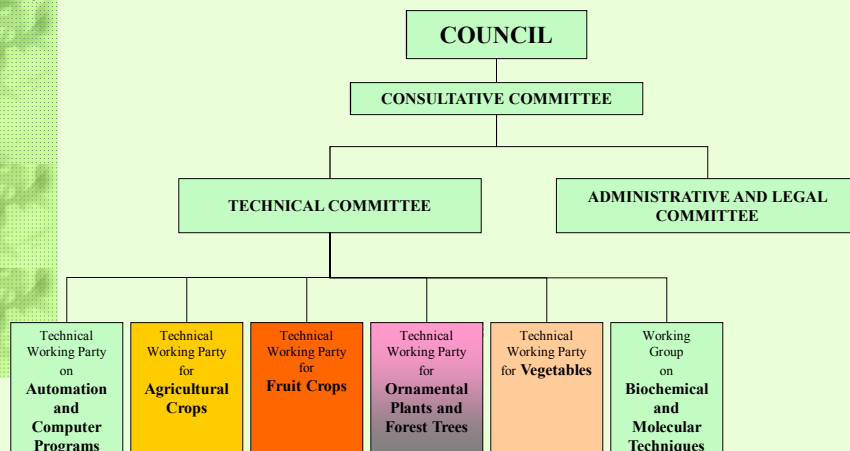 COUNCIL
CONSULTATIVE COMMITTEE
TECHNICAL COMMITTEE
ADMINISTRATIVE AND LEGAL
COMMITTEE
Technical
Working Party
on
Automation
and
Computer
Programs
Technical
Working Party
for
Agricultural
Crops
Technical
Working Party
for
Fruit Crops
Technical
Working Party
for
Ornamental
Plants and
Forest Trees
Technical
Working Party
for Vegetables
Working
Group
on
Biochemical
and
Molecular
Techniques